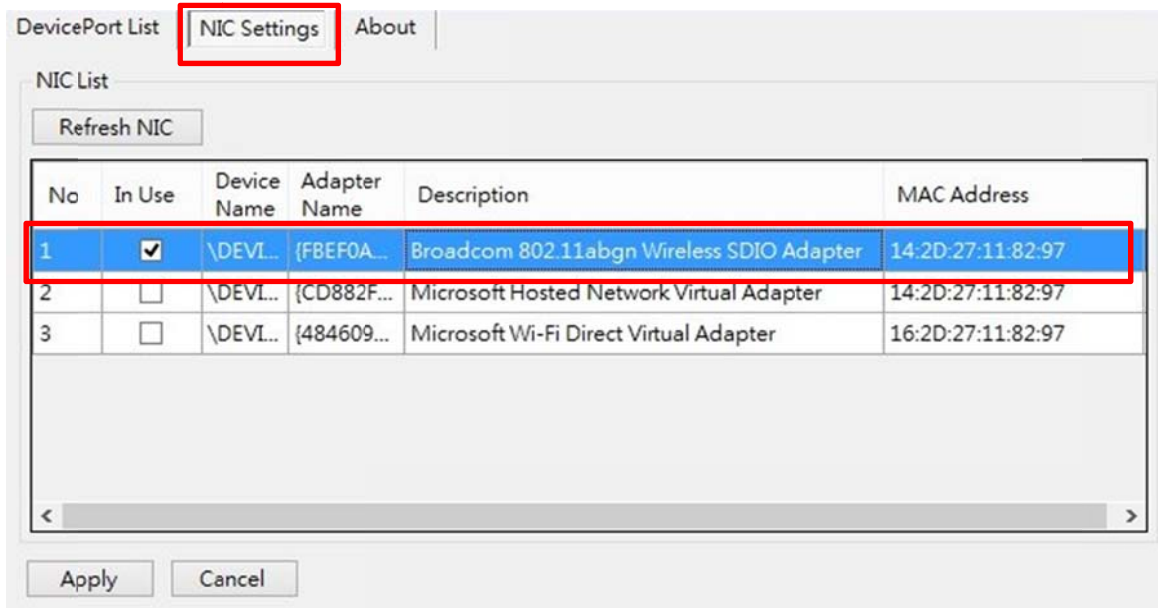 DevicePort List NIC Settings About
NIC List
Refresh NIC
No In Use Device Name Adapter Name Description MAC Address
1 \DEVI... {FBEF0A... Broadcom 802.11abgn Wireless SDIO Adapter 14:2D:27:11:82:97
2 \DEVI... {CD882F... Microsoft Hosted Network Virtual Adapter 14:2D:27:11:82:97
3 \DEVI... {484609... Microsoft Wi-Fi Direct Virtual Adapter 16:2D:27:11:82:97
Apply Cancel